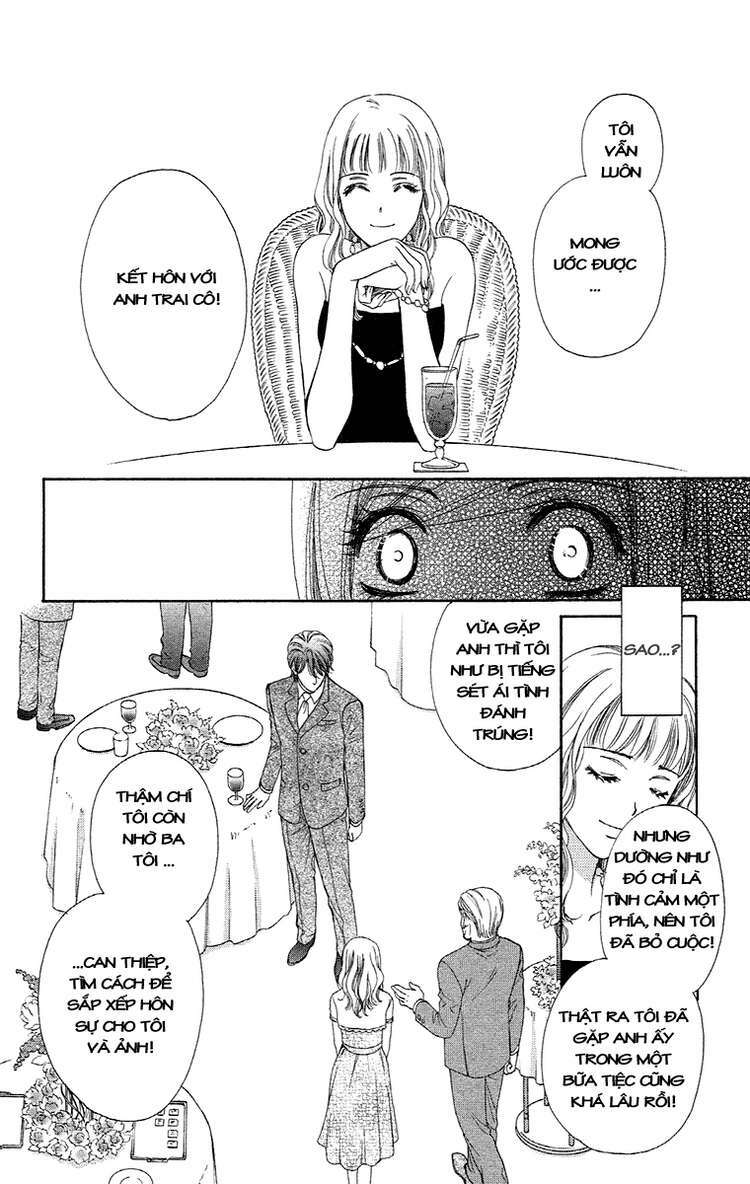 TÔI
VẪN
LUÔN
MONG
ƯỚC ĐƯỢC
...
KẾT HÔN VỚI
ANH TRAI CÔ!
SAO...?
NHƯNG
DƯỜNG NHƯ
ĐÓ CHỈ LÀ
TÌNH CẢM MỘT
PHÍA, NÊN TÔI
ĐÃ BỎ CUỘC!
THẬT RA TÔI ĐÃ
GẶP ANH ẤY
TRONG MỘT
BỮA TIỆC CŨNG
KHÁ LÂU RỒI!
VỪA GẶP
ANH THÌ TÔI
NHƯ BỊ TIẾNG
SÉT ÁI TÌNH
ĐÁNH
TRÚNG!
THẬM CHÍ
TÔI CÒN
NHỜ BA
TÔI ...
...CAN THIỆP,
TÌM CÁCH ĐỂ
SẮP XẾP HÔN
SỰ CHO TÔI
VÀ ẢNH!